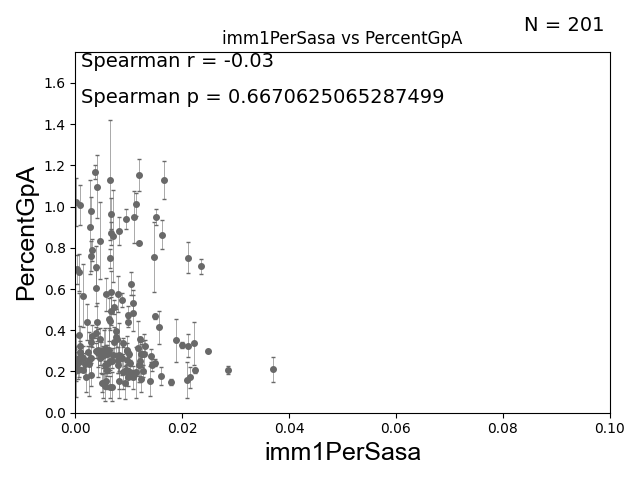 N = 201
imm1PerSasa vs PercentGpA
Spearman r = -0.03
Spearman p = 0.6670625065287499
PercentGpA
1.6
1.4
1.2
1.0
0.8
0.6
0.4
0.2
0.0
0.00 0.02 0.04 0.06 0.08 0.10
imm1PerSasa